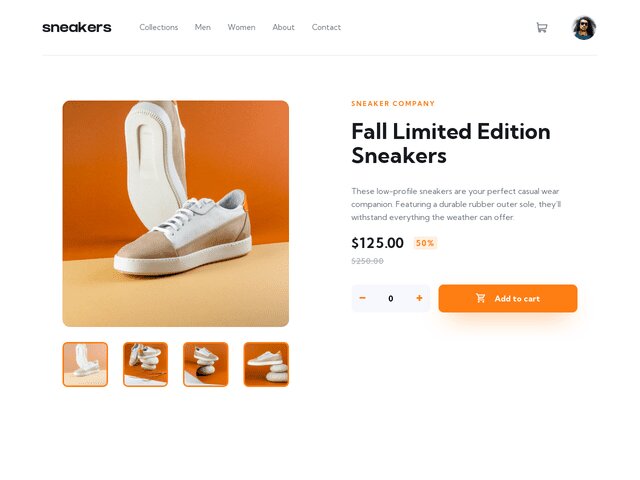 sneakers
Collections Men Women About Contact
SNEAKER COMPANY
Fall Limited Edition
Sneakers
These low-profile sneakers are your perfect casual wear
companion. Featuring a durable rubber outer sole, they'll
withstand everything the weather can offer.
$125.00 50%
$250.00
− 0 +
Add to cart